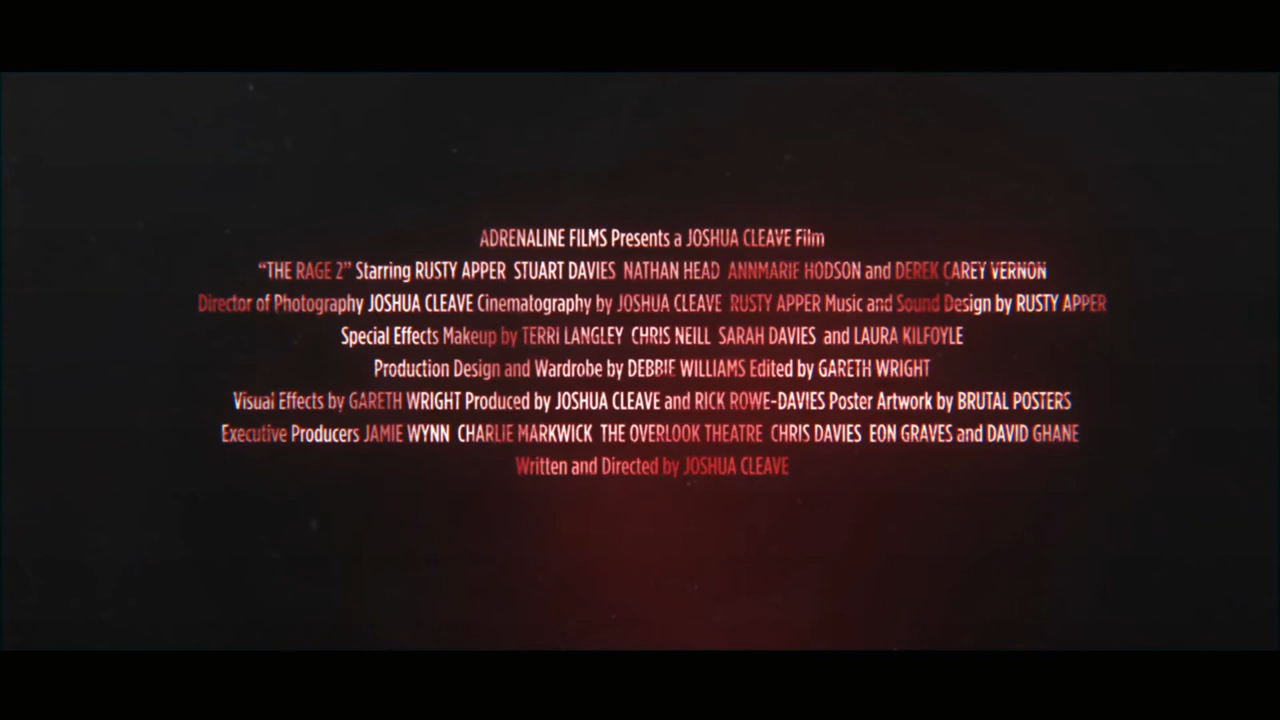 ADRENALINE FILMS Presents a JOSHUA CLEAVE Film
“THE RAGE 2” Starring RUSTY APPER STUART DAVIES NATHAN HEAD ANNMARIE HODSON and DEREK CAREY VERNON
Director of Photography JOSHUA CLEAVE Cinematography by JOSHUA CLEAVE RUSTY APPER Music and Sound Design by RUSTY APPER
Special Effects Makeup by TERRI LANGLEY CHRIS NEILL SARAH DAVIES and LAURA KILFOYLE
Production Design and Wardrobe by DEBBIE WILLIAMS Edited by GARETH WRIGHT
Visual Effects by GARETH WRIGHT Produced by JOSHUA CLEAVE and RICK ROWE-DAVIES Poster Artwork by BRUTAL POSTERS
Executive Producers JAMIE WYNN CHARLIE MARKWICK THE OVERLOOK THEATRE CHRIS DAVIES EON GRAVES and DAVID GHANE
Written and Directed by JOSHUA CLEAVE